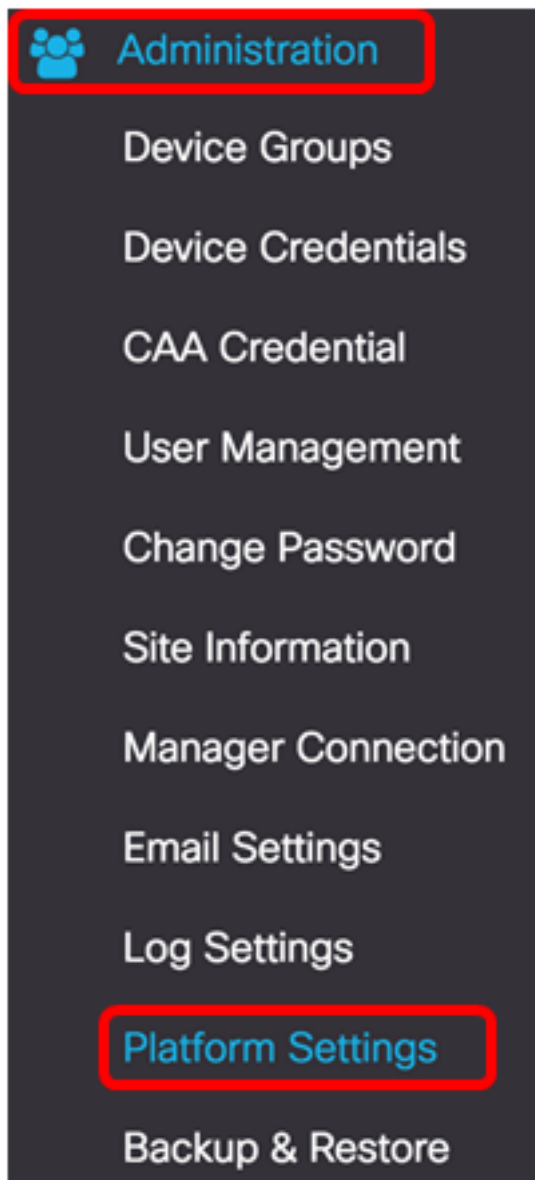 Administration
Device Groups
Device Credentials
CAA Credential
User Management
Change Password
Site Information
Manager Connection
Email Settings
Log Settings
Platform Settings
Backup & Restore